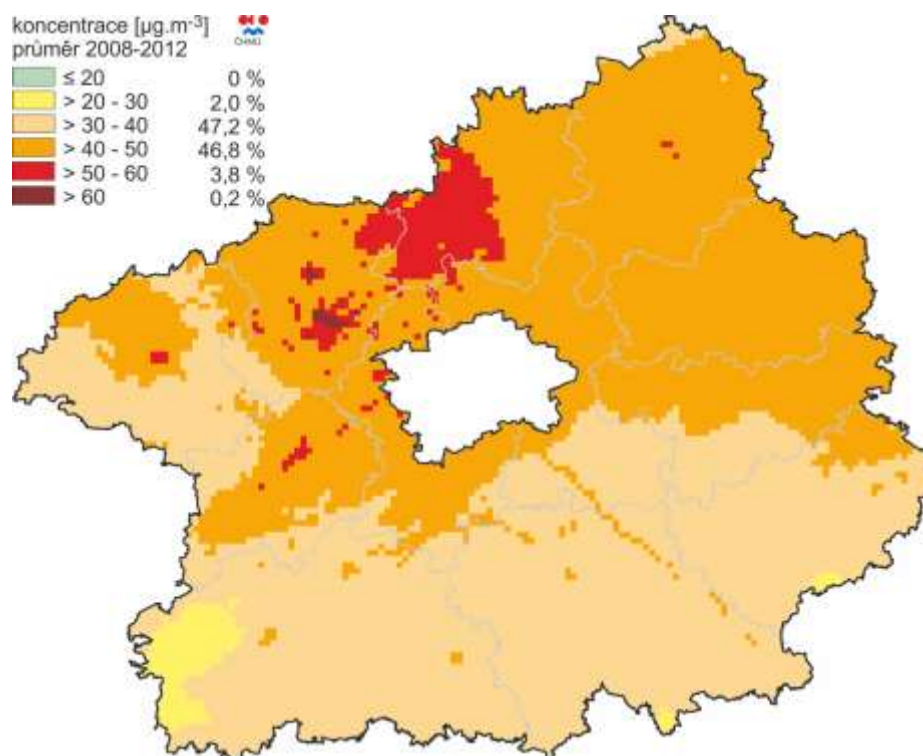 koncentrace [µg.m⁻³]
průměr 2008-2012
CHMU
≤ 20 0 %
> 20 - 30 2,0 %
> 30 - 40 47,2 %
> 40 - 50 46,8 %
> 50 - 60 3,8 %
> 60 0,2 %